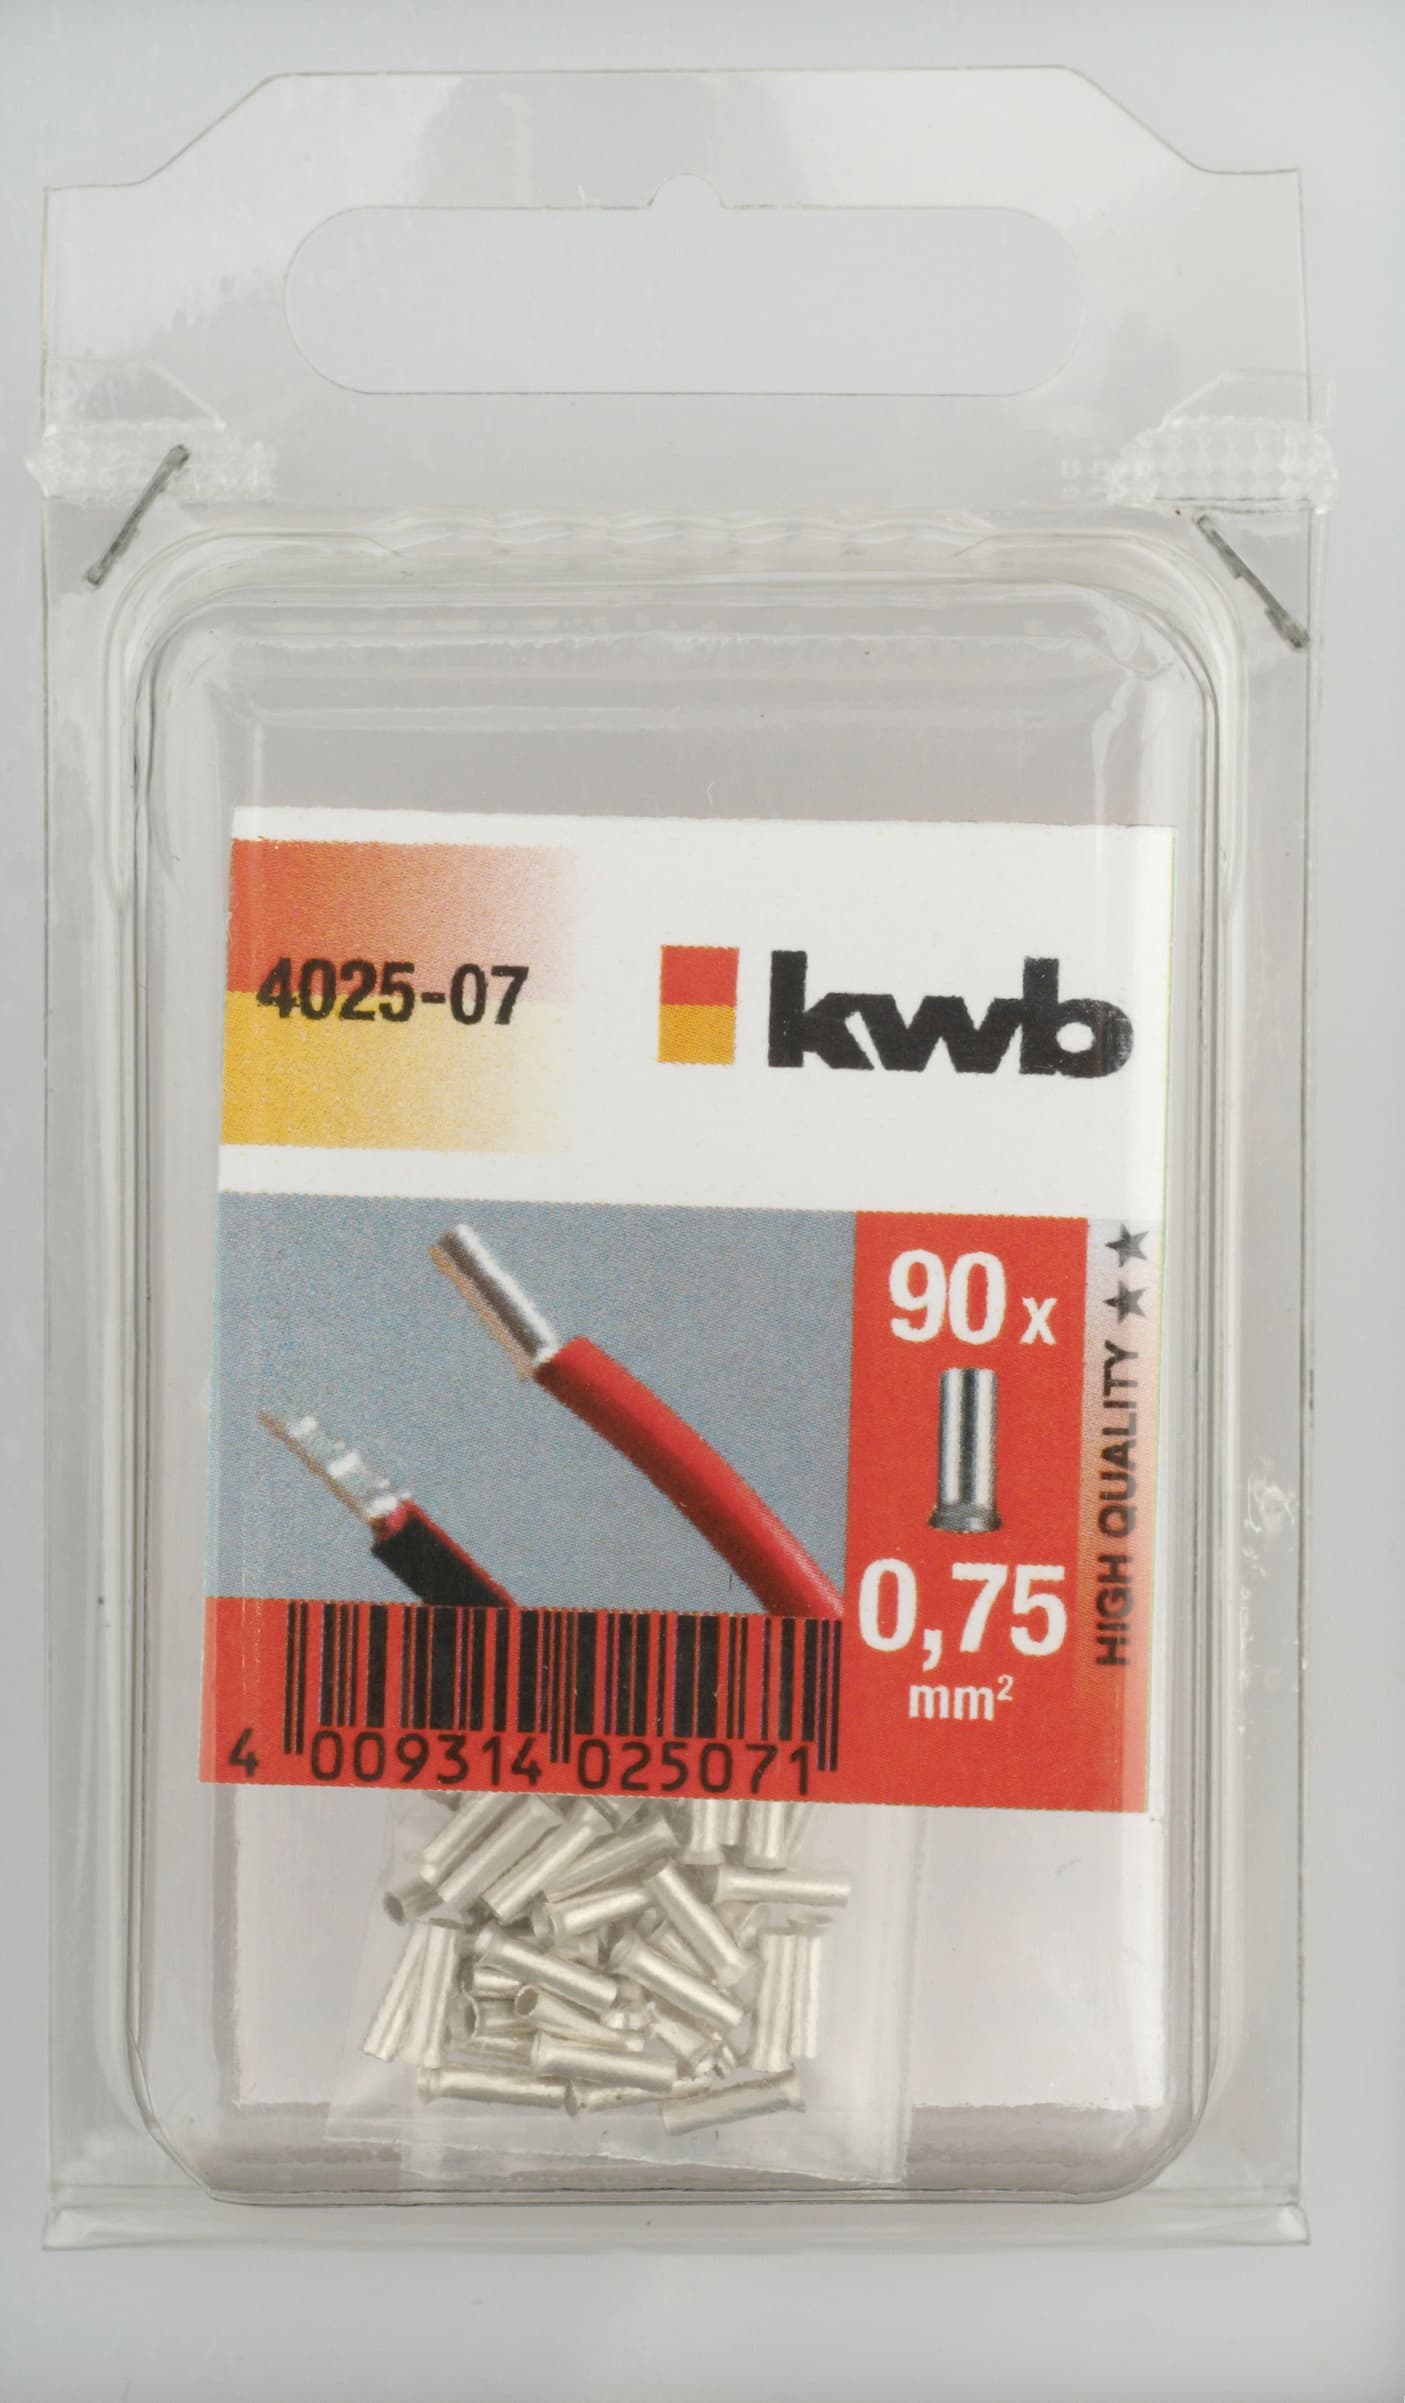 4025-07
kwb
90 x
0,75
mm²
HIGH QUALITY ★★
4 009314 025071